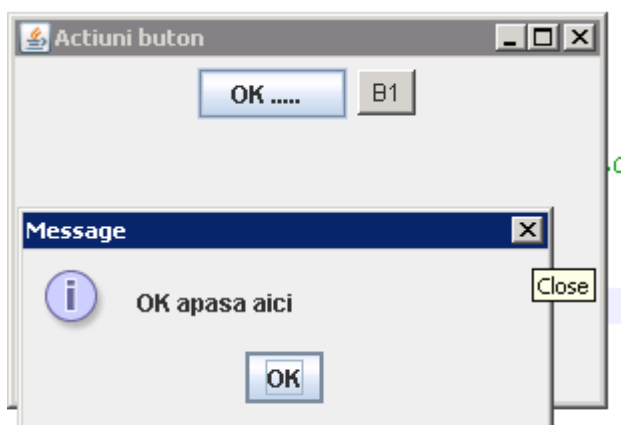 Actiuni buton
OK ..... B1
Message
Close
OK apasa aici
OK